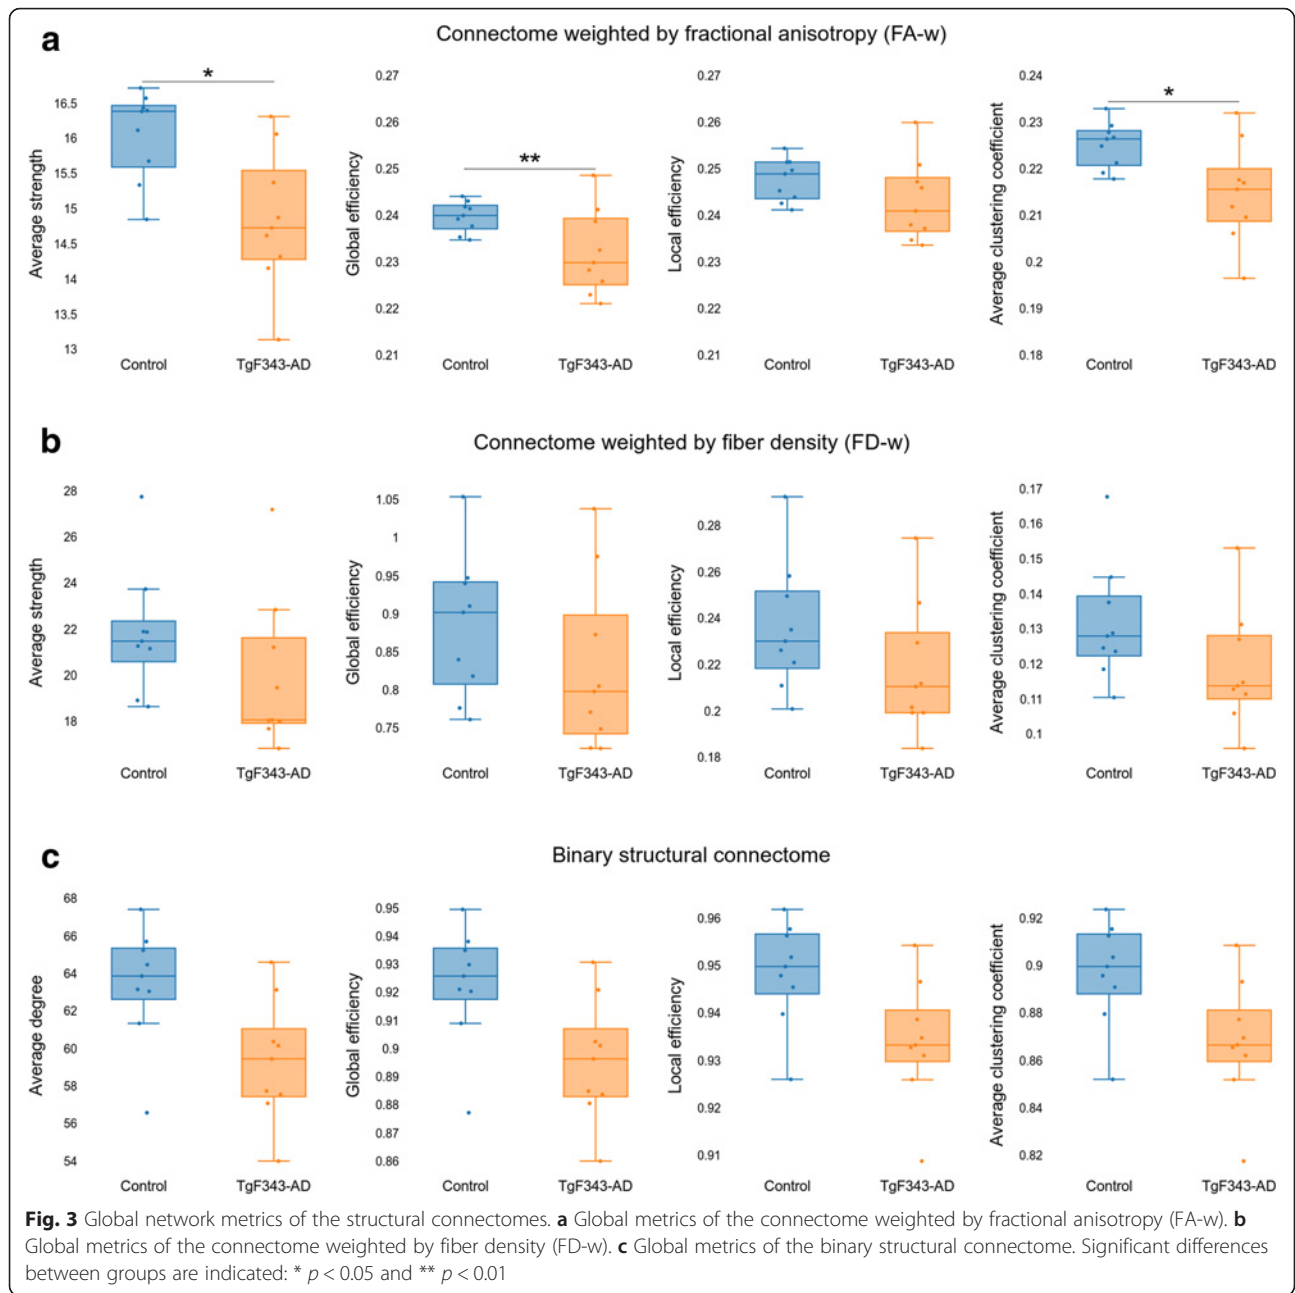 a
Connectome weighted by fractional anisotropy (FA-w)
Average strength
16.5
16
15.5
15
14.5
14
13.5
13
*
Control
TgF343-AD
Global efficiency
0.27
0.26
0.25
0.24
0.23
0.22
0.21
**
Control
TgF343-AD
Local efficiency
0.27
0.26
0.25
0.24
0.23
0.22
0.21
Control
TgF343-AD
Average clustering coefficient
0.24
0.23
0.22
0.21
0.2
0.19
0.18
*
Control
TgF343-AD
b
Connectome weighted by fiber density (FD-w)
Average strength
28
26
24
22
20
18
Control
TgF343-AD
Global efficiency
1.05
1
0.95
0.9
0.85
0.8
0.75
Control
TgF343-AD
Local efficiency
0.28
0.26
0.24
0.22
0.2
0.18
Control
TgF343-AD
Average clustering coefficient
0.17
0.16
0.15
0.14
0.13
0.12
0.11
0.1
Control
TgF343-AD
c
Binary structural connectome
Average degree
68
66
64
62
60
58
56
54
Control
TgF343-AD
Global efficiency
0.95
0.94
0.93
0.92
0.91
0.9
0.89
0.88
0.87
0.86
Control
TgF343-AD
Local efficiency
0.96
0.95
0.94
0.93
0.92
0.91
Control
TgF343-AD
Average clustering coefficient
0.92
0.9
0.88
0.86
0.84
0.82
Control
TgF343-AD
Fig. 3 Global network metrics of the structural connectomes. a Global metrics of the connectome weighted by fractional anisotropy (FA-w). b
Global metrics of the connectome weighted by fiber density (FD-w). c Global metrics of the binary structural connectome. Significant differences
between groups are indicated: * p < 0.05 and ** p < 0.01